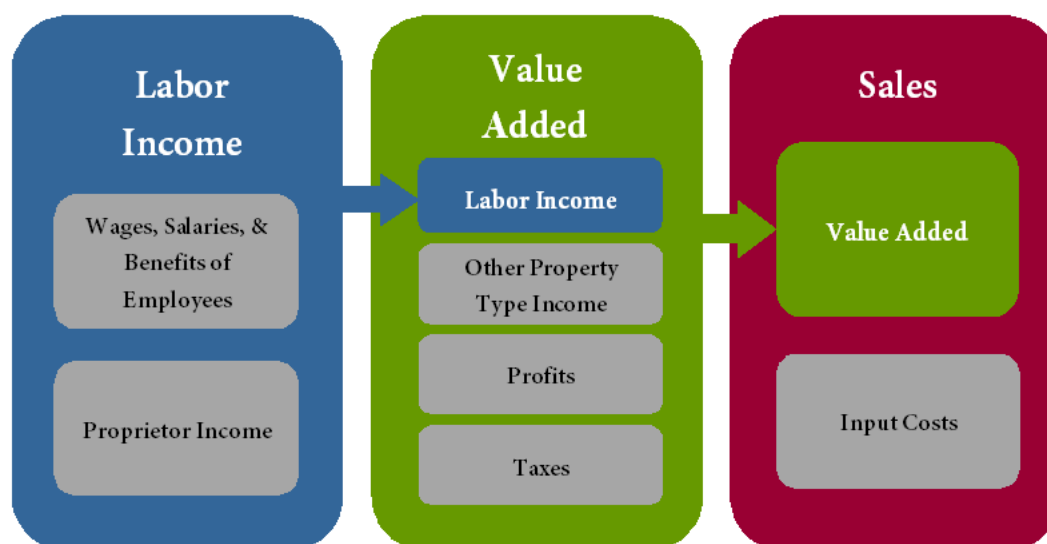 Labor
Income
Wages, Salaries, &
Benefits of
Employees
Proprietor Income
Value
Added
Labor Income
Other Property
Type Income
Profits
Taxes
Sales
Value Added
Input Costs